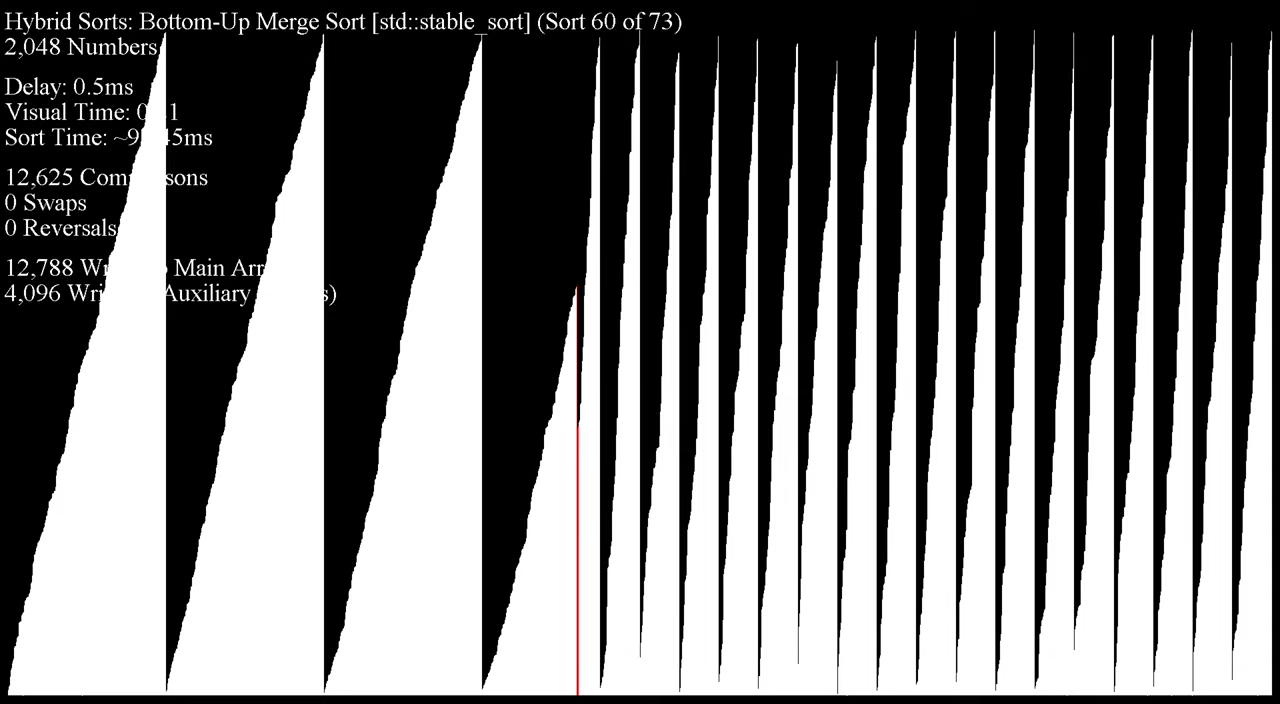 Hybrid Sorts: Bottom-Up Merge Sort [std::stable_sort] (Sort 60 of 73)
2,048 Numbers
Delay: 0.5ms
Visual Time:
Sort Time:
12,625
0 Swaps
0 Reversals
12,788 Main
4,096 Auxiliary